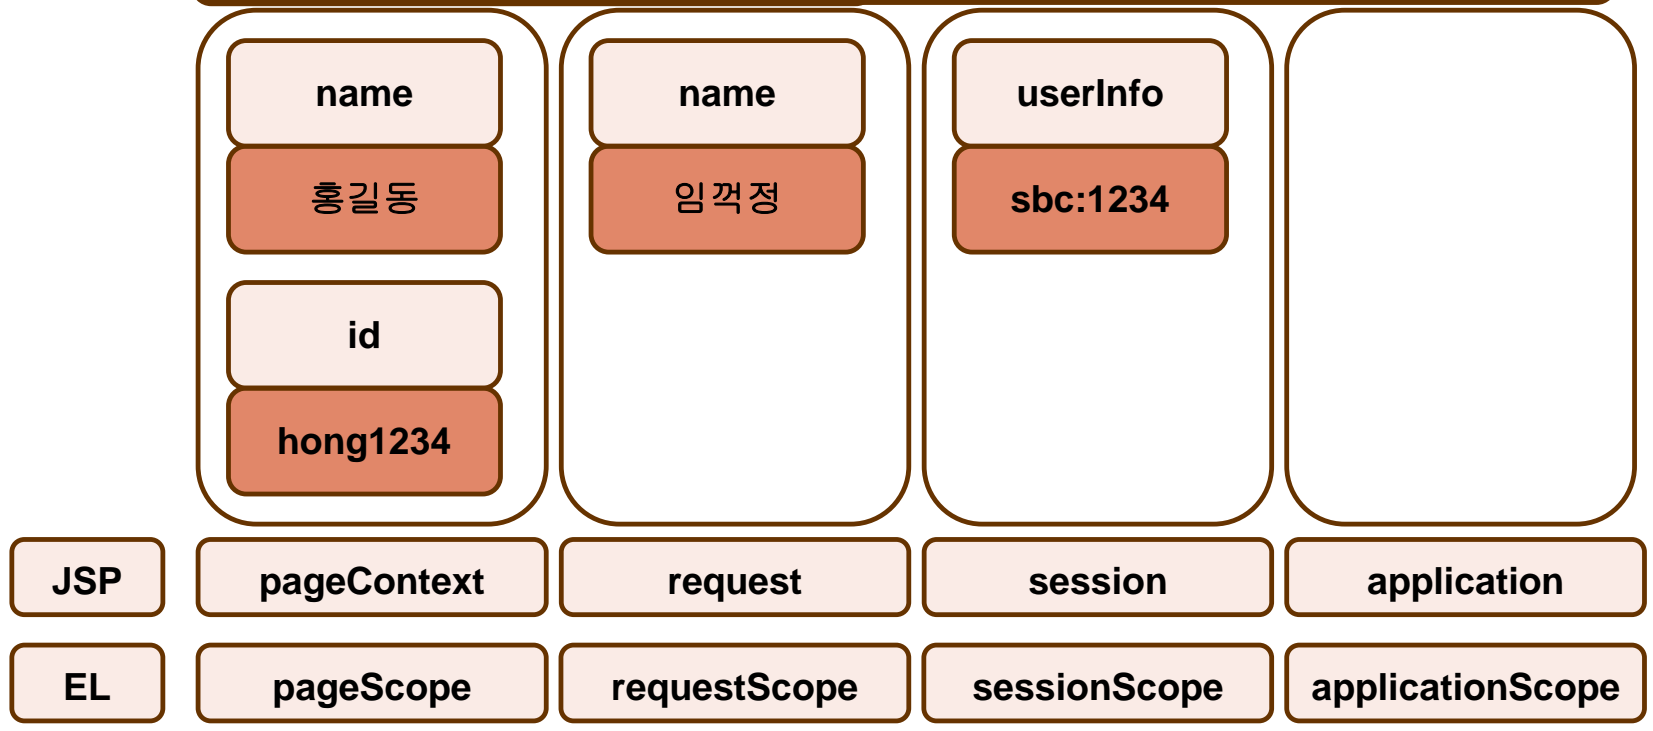 name
name
userInfo
홍길동
임꺽정
sbc:1234
id
hong1234
JSP
pageContext
request
session
application
EL
pageScope
requestScope
sessionScope
applicationScope